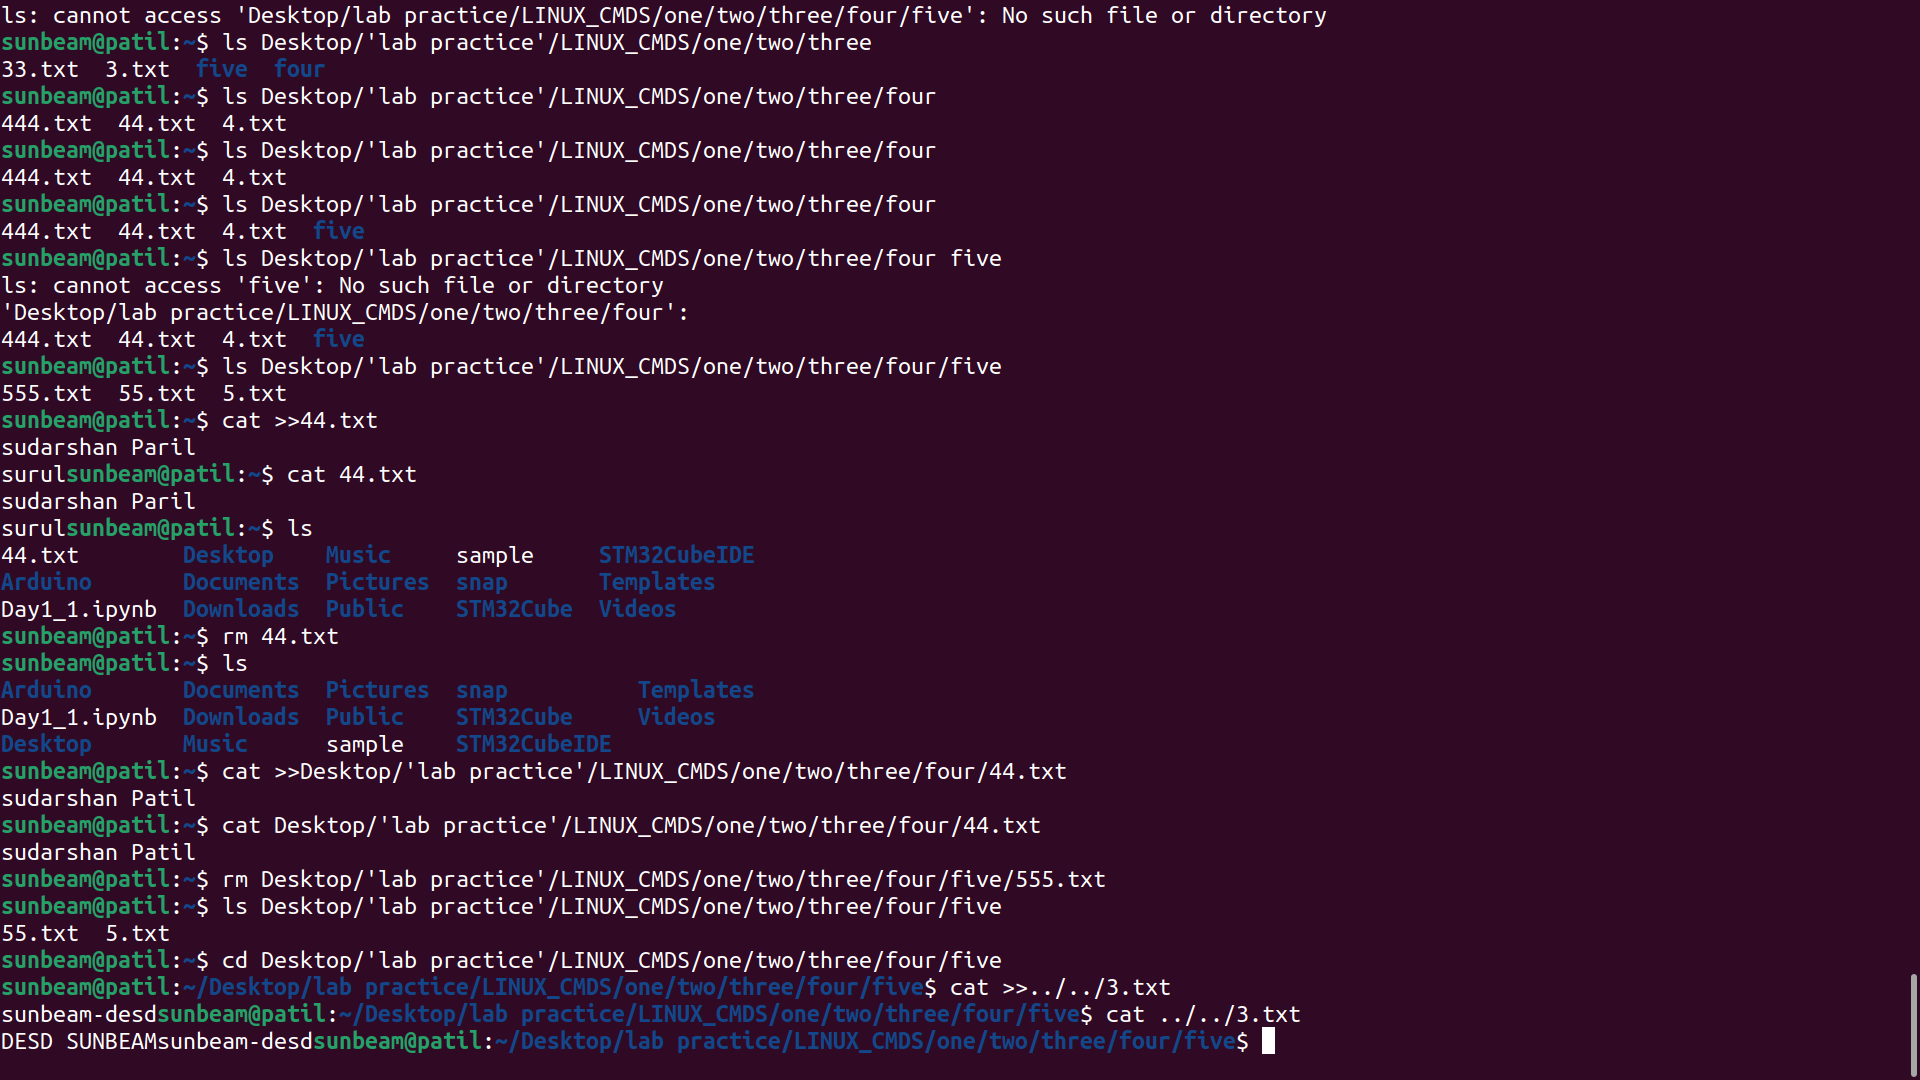 ls: cannot access 'Desktop/lab practice/LINUX_CMDS/one/two/three/four/five': No such file or directory
sunbeam@patil:~$ ls Desktop/'lab practice'/LINUX_CMDS/one/two/three
33.txt  3.txt  five  four
sunbeam@patil:~$ ls Desktop/'lab practice'/LINUX_CMDS/one/two/three/four
444.txt  44.txt  4.txt
sunbeam@patil:~$ ls Desktop/'lab practice'/LINUX_CMDS/one/two/three/four
444.txt  44.txt  4.txt
sunbeam@patil:~$ ls Desktop/'lab practice'/LINUX_CMDS/one/two/three/four
444.txt  44.txt  4.txt  five
sunbeam@patil:~$ ls Desktop/'lab practice'/LINUX_CMDS/one/two/three/four five
ls: cannot access 'five': No such file or directory
'Desktop/lab practice/LINUX_CMDS/one/two/three/four':
444.txt  44.txt  4.txt  five
sunbeam@patil:~$ ls Desktop/'lab practice'/LINUX_CMDS/one/two/three/four/five
555.txt  55.txt  5.txt
sunbeam@patil:~$ cat >>44.txt
sudarshan Paril
surulsunbeam@patil:~$ cat 44.txt
sudarshan Paril
surulsunbeam@patil:~$ ls
44.txt        Desktop    Music     sample     STM32CubeIDE
Arduino       Documents  Pictures  snap       Templates
Day1_1.ipynb  Downloads  Public    STM32Cube  Videos
sunbeam@patil:~$ rm 44.txt
sunbeam@patil:~$ ls
Arduino       Documents  Pictures  snap          Templates
Day1_1.ipynb  Downloads  Public    STM32Cube     Videos
Desktop       Music      sample    STM32CubeIDE
sunbeam@patil:~$ cat >>Desktop/'lab practice'/LINUX_CMDS/one/two/three/four/44.txt
sudarshan Patil
sunbeam@patil:~$ cat Desktop/'lab practice'/LINUX_CMDS/one/two/three/four/44.txt
sudarshan Patil
sunbeam@patil:~$ rm Desktop/'lab practice'/LINUX_CMDS/one/two/three/four/five/555.txt
sunbeam@patil:~$ ls Desktop/'lab practice'/LINUX_CMDS/one/two/three/four/five
55.txt  5.txt
sunbeam@patil:~$ cd Desktop/'lab practice'/LINUX_CMDS/one/two/three/four/five
sunbeam@patil:~/Desktop/lab practice/LINUX_CMDS/one/two/three/four/five$ cat >>../../3.txt
sunbeam-desdsunbeam@patil:~/Desktop/lab practice/LINUX_CMDS/one/two/three/four/five$ cat ../../3.txt
DESD SUNBEAMsunbeam-desdsunbeam@patil:~/Desktop/lab practice/LINUX_CMDS/one/two/three/four/five$